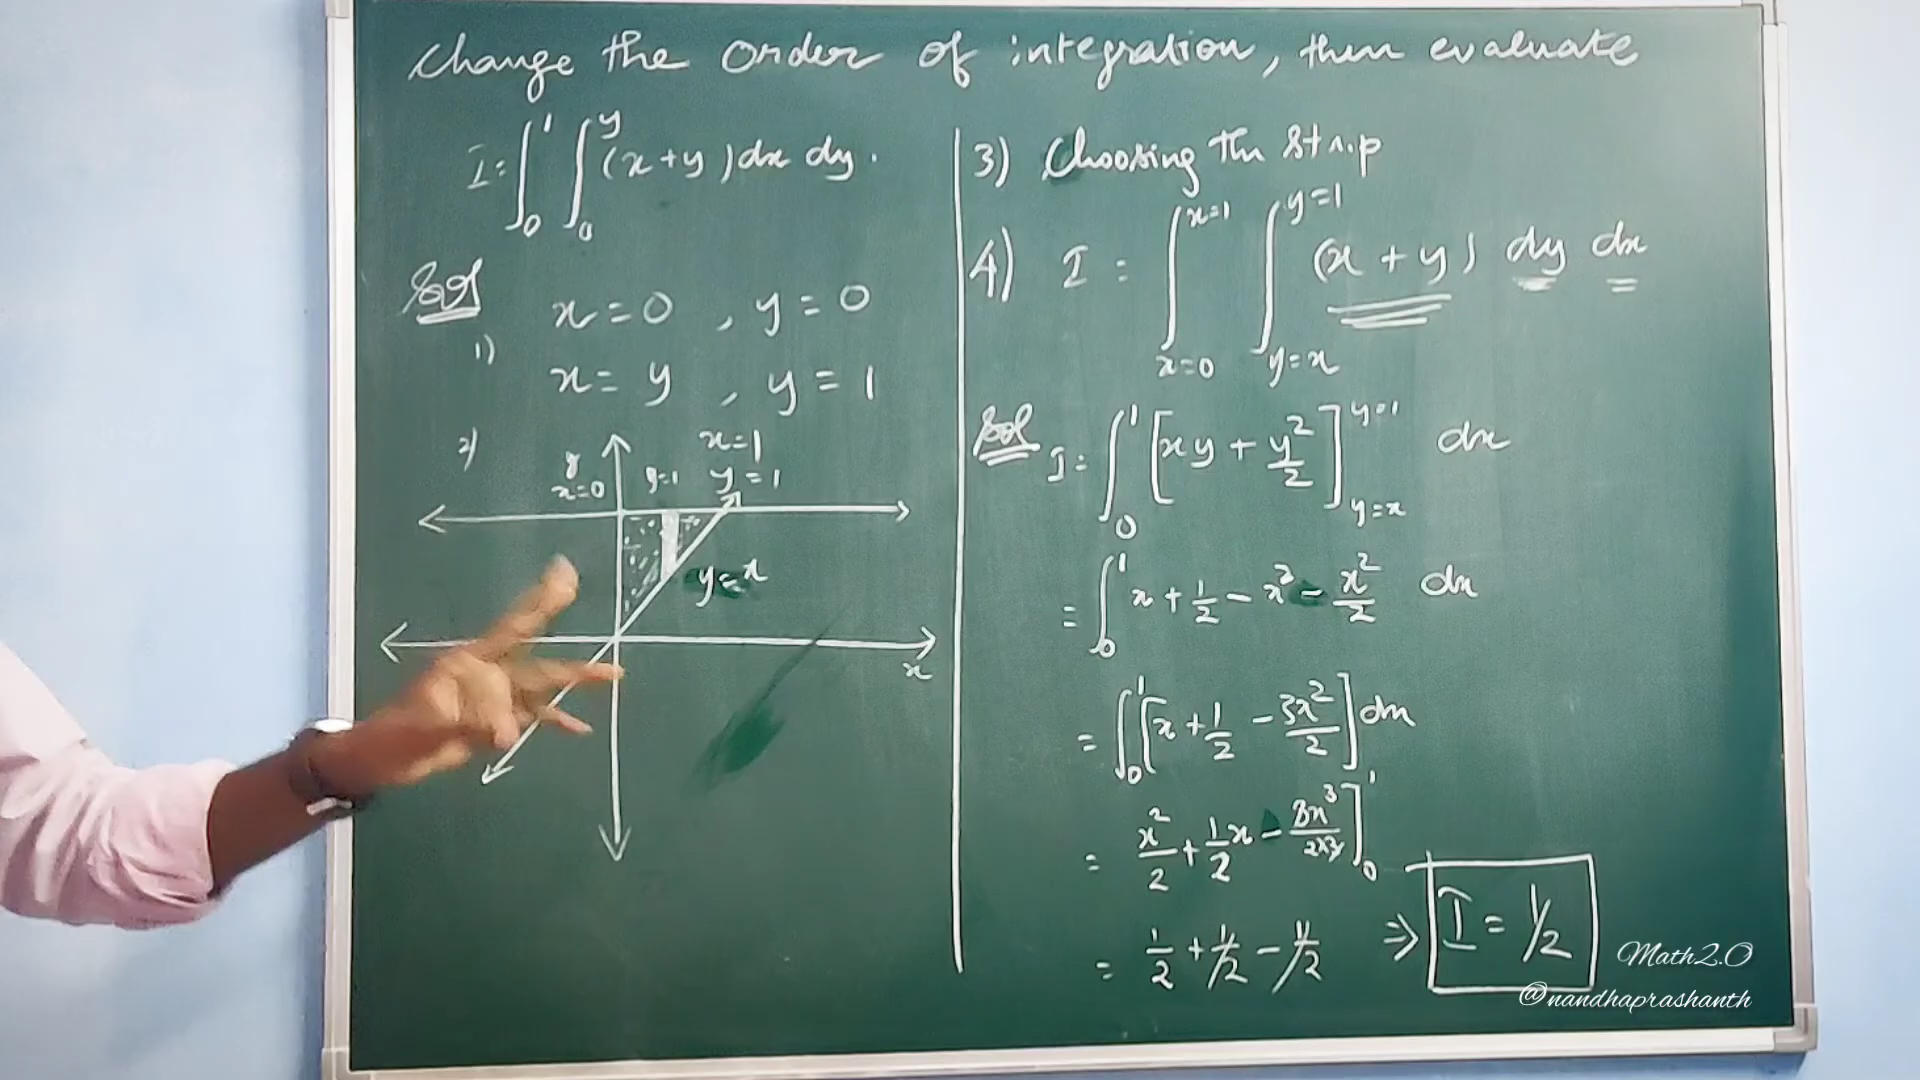 Change the order of integration, then evaluate
I = ∫₀¹ ∫₀^y (x+y) dx dy.
Sol
1) x = 0 , y = 0
x = y , y = 1
2)
x=1
y
x=0
y=1
y=1
y=x
x
3) Choosing the strip
4) I = ∫_{x=0}^{x=1} ∫_{y=x}^{y=1} (x+y) dy dx
Sol I = ∫₀¹ [xy + y²/2]_{y=x}^{y=1} dx
= ∫₀¹ x + 1/2 - x² - x²/2 dx
= ∫₀¹ [x + 1/2 - 3x²/2] dx
= x²/2 + 1/2 x - 3x³/2×3 ]₀¹
= 1/2 + 1/2 - 1/2 ⇒ I = 1/2
Math2.0
@nandhaprashanth